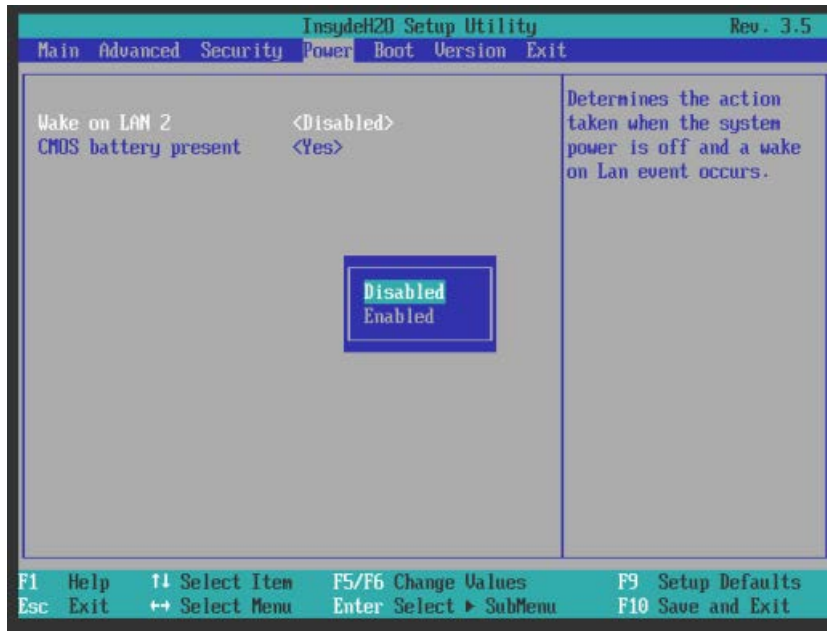 InsydeH20 Setup Utility Rev. 3.5
Main Advanced Security Power Boot Version Exit
Wake on LAN 2 <Disabled>
CMOS battery present <Yes>
Determines the action
taken when the system
power is off and a wake
on Lan event occurs.
Disabled
Enabled
F1 Help ↑↓ Select Item F5/F6 Change Values F9 Setup Defaults
Esc Exit ↔ Select Menu Enter Select ▶ SubMenu F10 Save and Exit